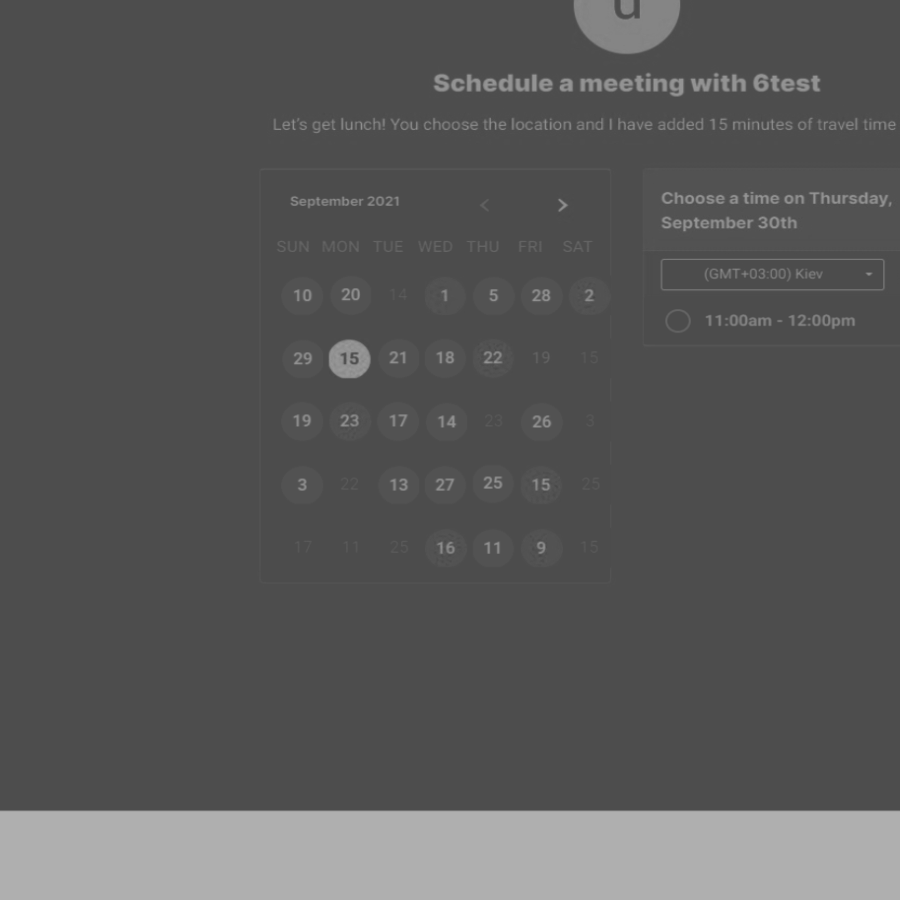 u
Schedule a meeting with 6test
Let's get lunch! You choose the location and I have added 15 minutes of travel time
September 2021
SUN MON TUE WED THU FRI SAT
10 20 14 1 5 28 2
29 15 21 18 22 19 15
19 23 17 14 23 26 3
3 22 13 27 25 15 25
17 11 25 16 11 9 15
Choose a time on Thursday,
September 30th
(GMT+03:00) Kiev
11:00am - 12:00pm